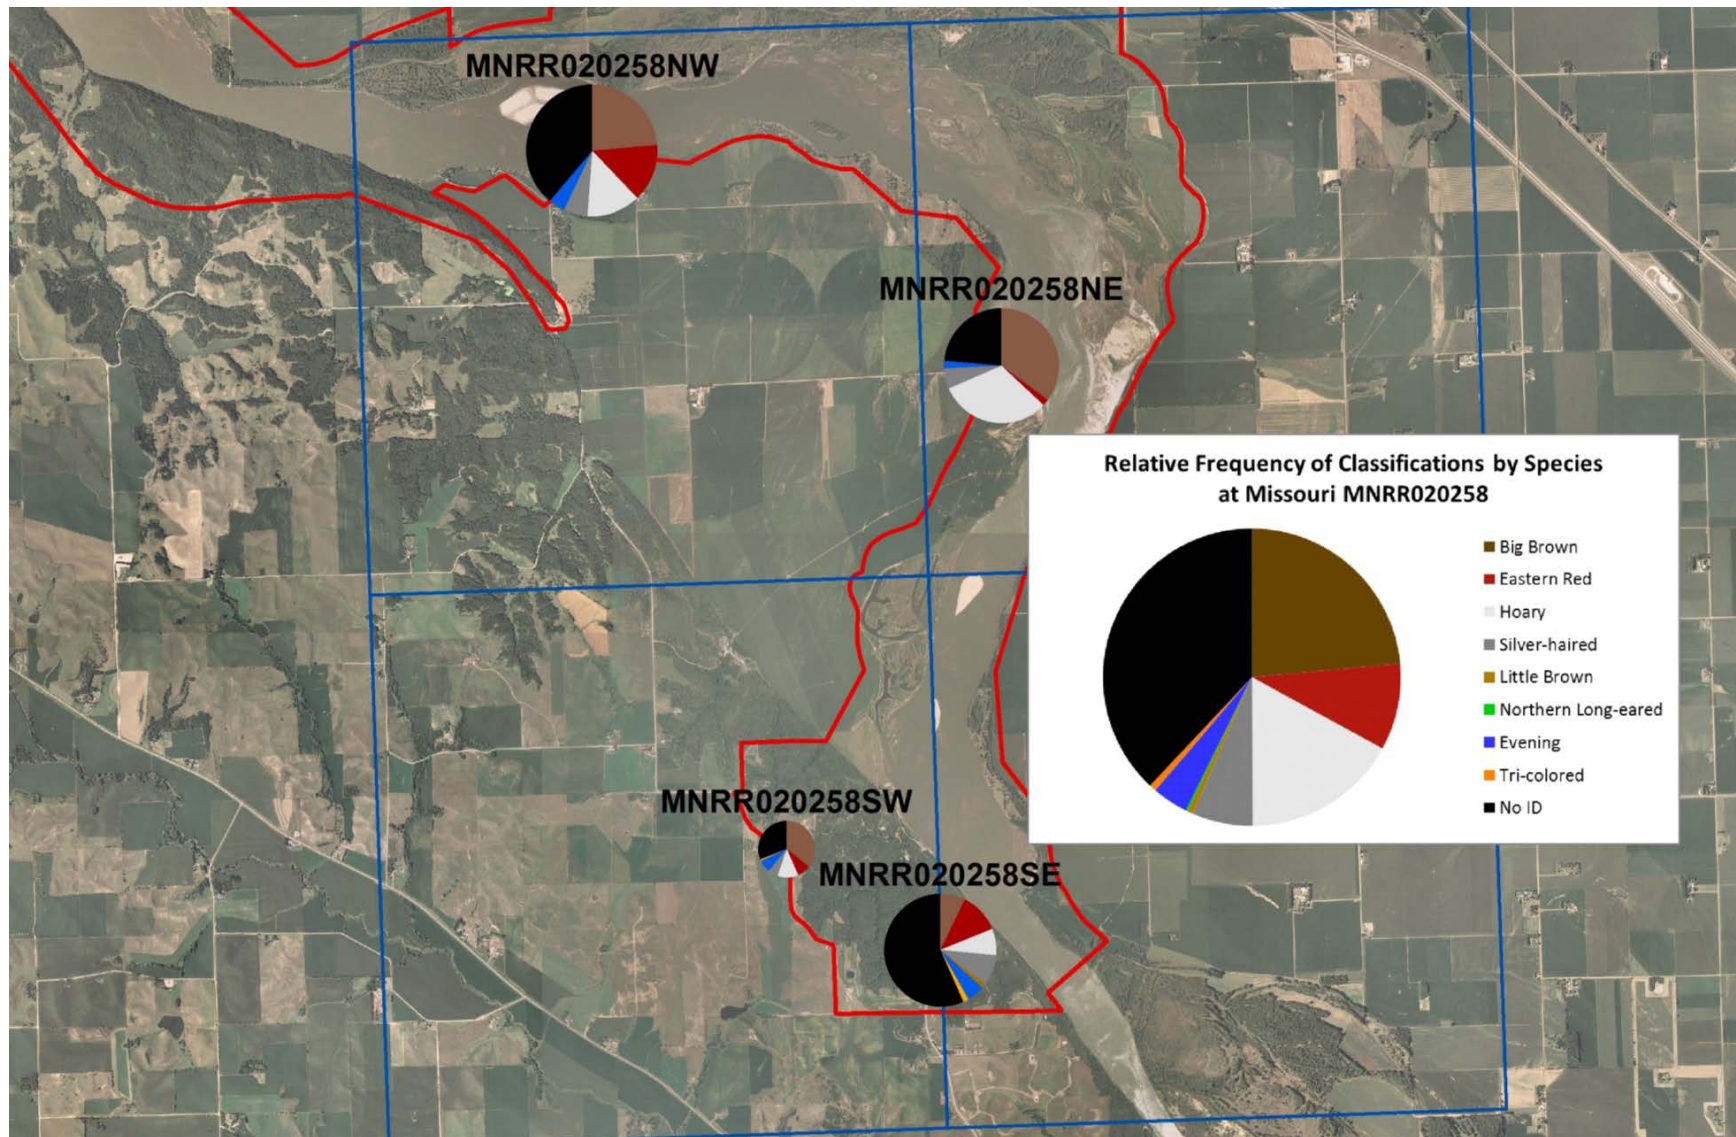 MNRR020258NW
MNRR020258NE
Relative Frequency of Classifications by Species
at Missouri MNRR020258
Big Brown
Eastern Red
Hoary
Silver-haired
Little Brown
Northern Long-eared
Evening
Tri-colored
No ID
MNRR020258SW
MNRR020258SE